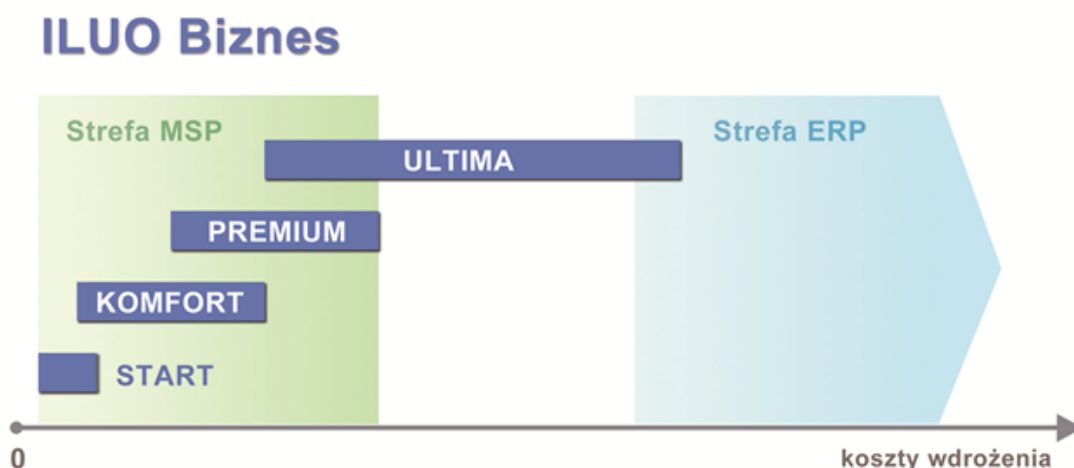 ILUO Biznes
Strefa MSP
Strefa ERP
ULTIMA
PREMIUM
KOMFORT
START
0
koszty wdrożenia